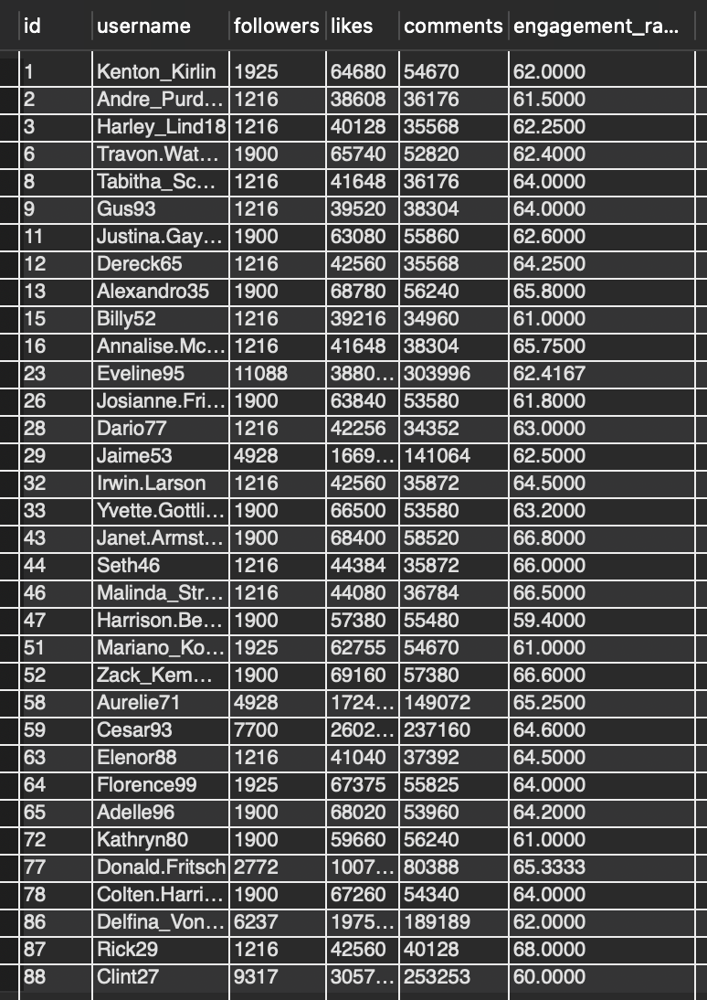 id username followers likes comments engagement_ra...
1 Kenton_Kirlin 1925 64680 54670 62.0000
2 Andre_Purd... 1216 38608 36176 61.5000
3 Harley_Lind18 1216 40128 35568 62.2500
6 Travon.Wat... 1900 65740 52820 62.4000
8 Tabitha_Sc... 1216 41648 36176 64.0000
9 Gus93 1216 39520 38304 64.0000
11 Justina.Gay... 1900 63080 55860 62.6000
12 Dereck65 1216 42560 35568 64.2500
13 Alexandro35 1900 68780 56240 65.8000
15 Billy52 1216 39216 34960 61.0000
16 Annalise.Mc... 1216 41648 38304 65.7500
23 Eveline95 11088 3880... 303996 62.4167
26 Josianne.Fri... 1900 63840 53580 61.8000
28 Dario77 1216 42256 34352 63.0000
29 Jaime53 4928 1669... 141064 62.5000
32 Irwin.Larson 1216 42560 35872 64.5000
33 Yvette.Gottli... 1900 66500 53580 63.2000
43 Janet.Armst... 1900 68400 58520 66.8000
44 Seth46 1216 44384 35872 66.0000
46 Malinda_Str... 1216 44080 36784 66.5000
47 Harrison.Be... 1900 57380 55480 59.4000
51 Mariano_Ko... 1925 62755 54670 61.0000
52 Zack_Kem... 1900 69160 57380 66.6000
58 Aurelie71 4928 1724... 149072 65.2500
59 Cesar93 7700 2602... 237160 64.6000
63 Elenor88 1216 41040 37392 64.5000
64 Florence99 1925 67375 55825 64.0000
65 Adelle96 1900 68020 53960 64.2000
72 Kathryn80 1900 59660 56240 61.0000
77 Donald.Fritsch 2772 1007... 80388 65.3333
78 Colten.Harri... 1900 67260 54340 64.0000
86 Delfina_Von... 6237 1975... 189189 62.0000
87 Rick29 1216 42560 40128 68.0000
88 Clint27 9317 3057... 253253 60.0000